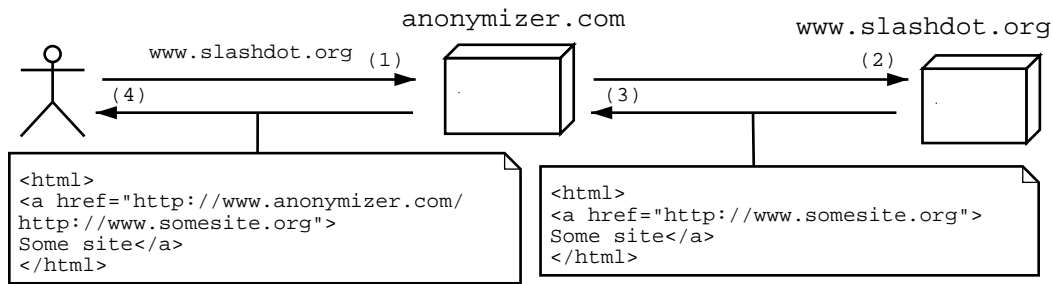 anonymizer.com
www.slashdot.org
www.slashdot.org
(1)
(2)
(4)
(3)
<html>
<a href="http://www.anonymizer.com/
http://www.somesite.org">
Some site</a>
</html>
<html>
<a href="http://www.somesite.org">
Some site</a>
</html>